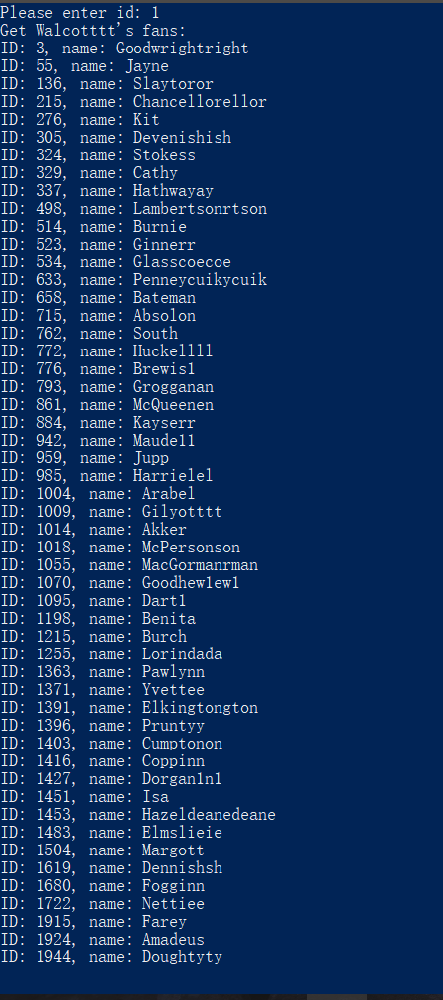 Please enter id: 1
Get Walcotttt's fans:
ID: 3, name: Goodwrightright
ID: 55, name: Jayne
ID: 136, name: Slaytoror
ID: 215, name: Chancellorellor
ID: 276, name: Kit
ID: 305, name: Devenishish
ID: 324, name: Stokess
ID: 329, name: Cathy
ID: 337, name: Hathwayay
ID: 498, name: Lambertsonrtson
ID: 514, name: Burnie
ID: 523, name: Ginnerr
ID: 534, name: Glasscoecoe
ID: 633, name: Penneycuikycuik
ID: 658, name: Bateman
ID: 715, name: Absolon
ID: 762, name: South
ID: 772, name: Huckellll
ID: 776, name: Brewis1
ID: 793, name: Grogganan
ID: 861, name: McQueenen
ID: 884, name: Kayserr
ID: 942, name: Maudell
ID: 959, name: Jupp
ID: 985, name: Harrielel
ID: 1004, name: Arabel
ID: 1009, name: Gilyotttt
ID: 1014, name: Akker
ID: 1018, name: McPersonson
ID: 1055, name: MacGormanrman
ID: 1070, name: Goodhew1ew1
ID: 1095, name: Dart1
ID: 1198, name: Benita
ID: 1215, name: Burch
ID: 1255, name: Lorindada
ID: 1363, name: Pawlynn
ID: 1371, name: Yvettee
ID: 1391, name: Elkingtongton
ID: 1396, name: Pruntyy
ID: 1403, name: Cumptonon
ID: 1416, name: Coppinn
ID: 1427, name: Dorgan1n1
ID: 1451, name: Isa
ID: 1453, name: Hazeldeanedeane
ID: 1483, name: Elmslieie
ID: 1504, name: Margott
ID: 1619, name: Dennishsh
ID: 1680, name: Fogginn
ID: 1722, name: Nettiee
ID: 1915, name: Farey
ID: 1924, name: Amadeus
ID: 1944, name: Doughtyty